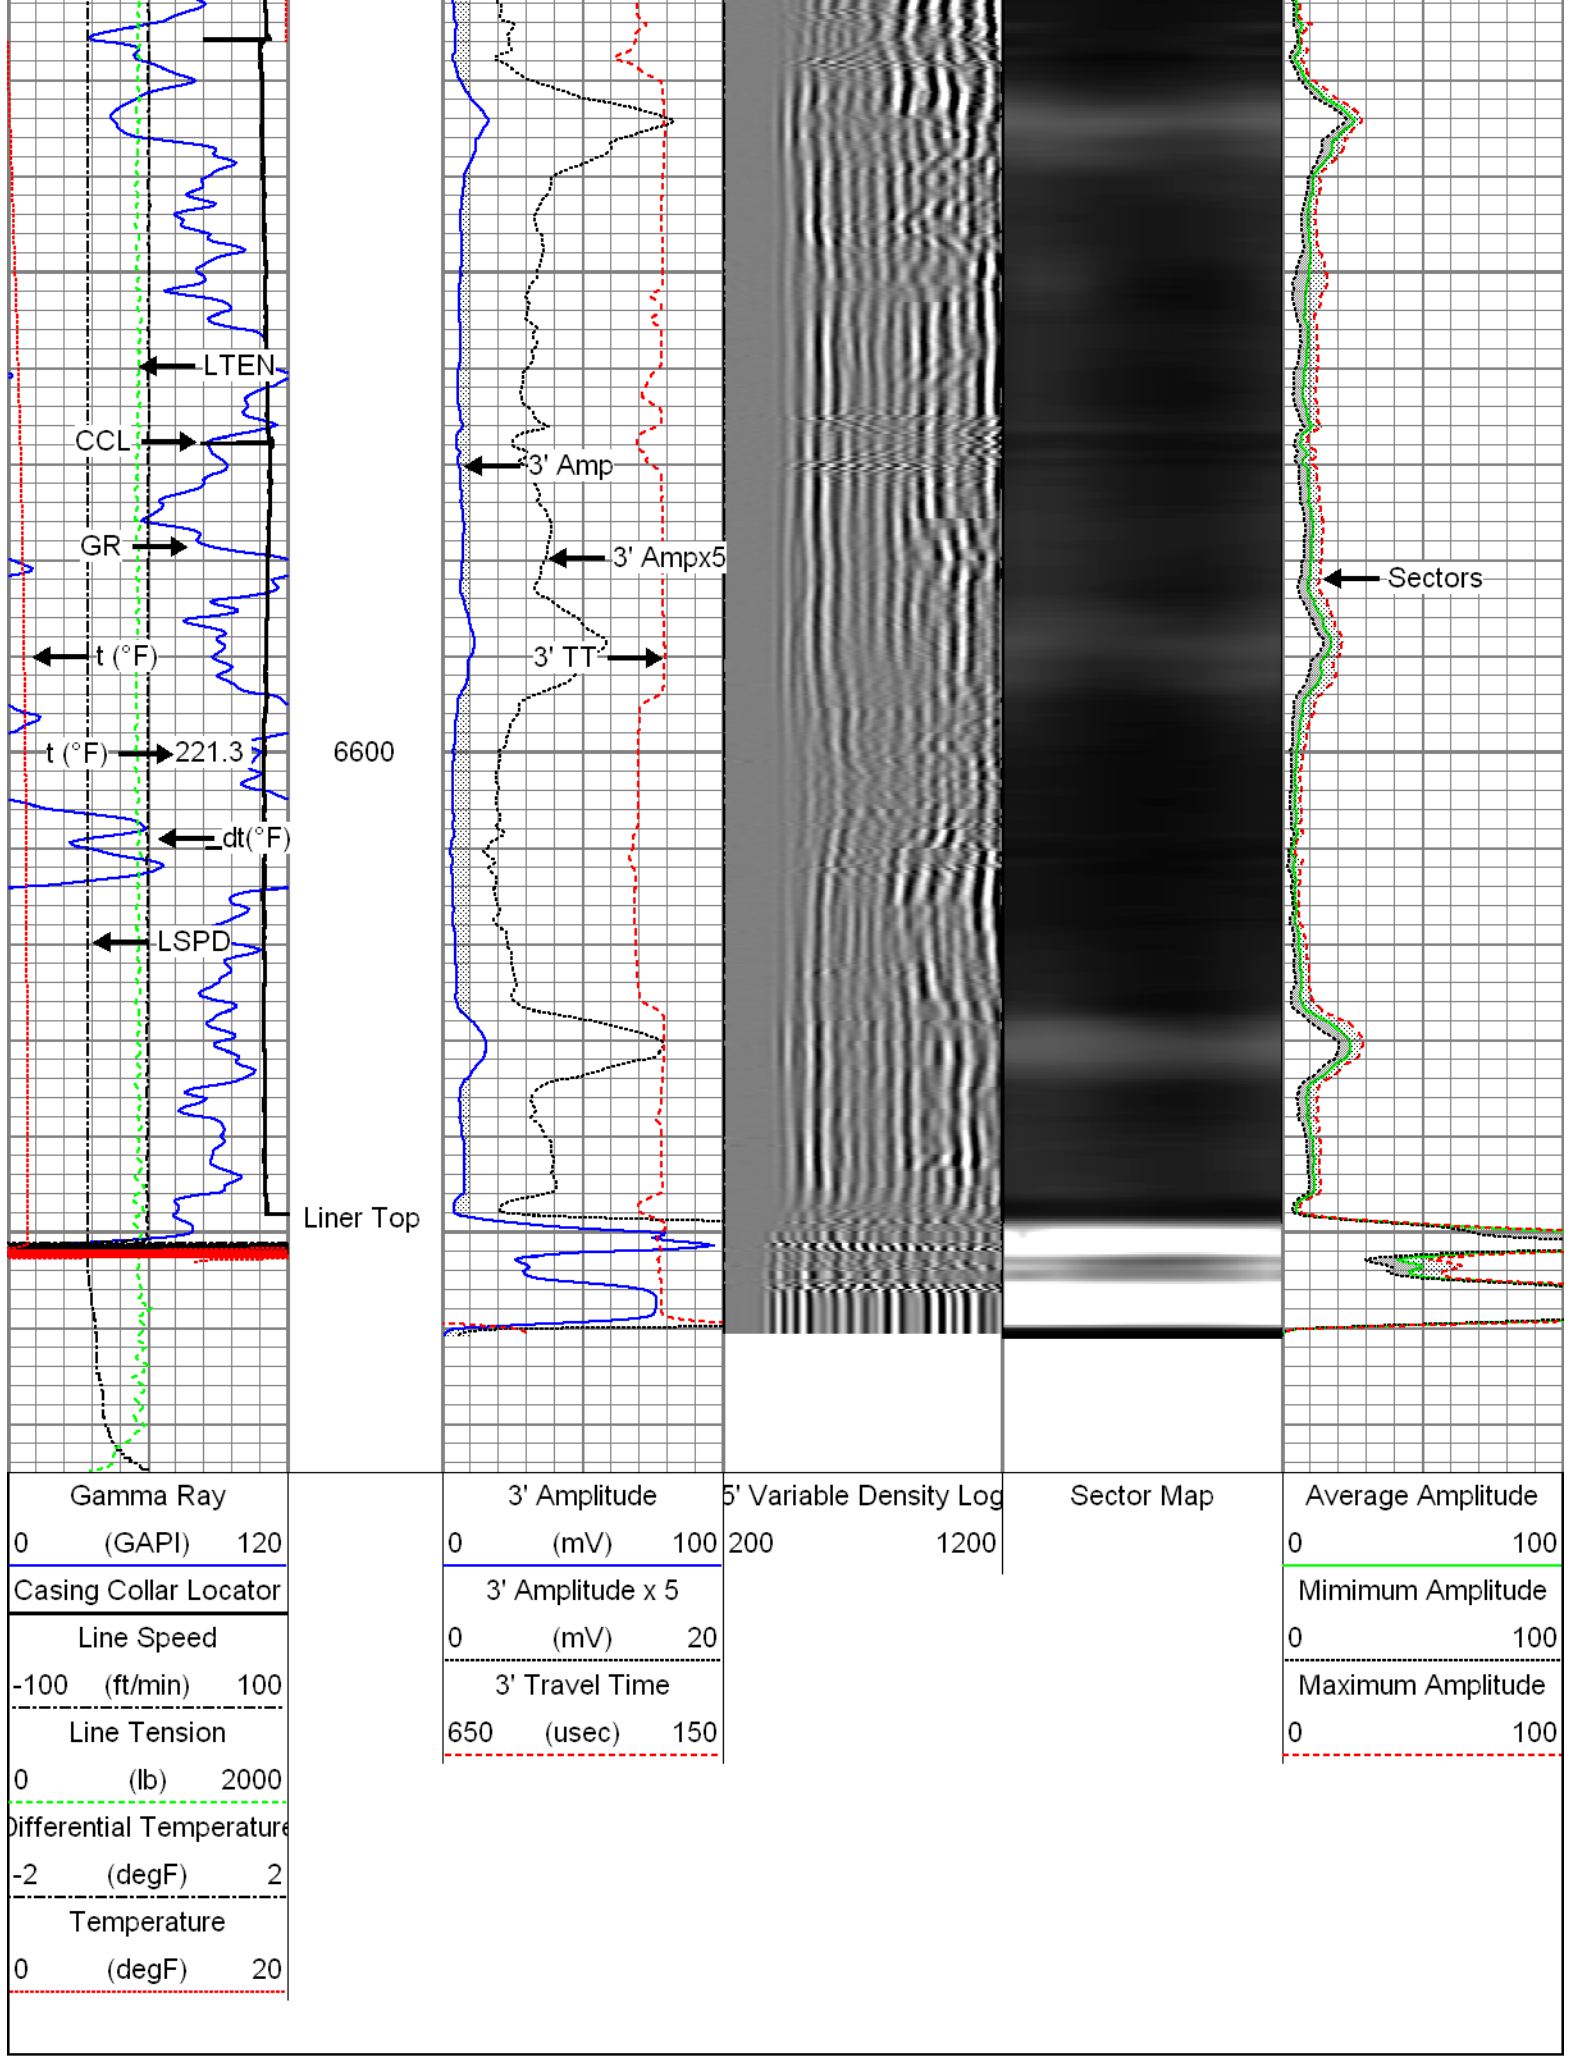 LTEN
CCL
3' Amp
GR
3' Ampx5
Sectors
t (°F)
3' TT
t (°F) 221.3
6600
dt(°F)
LSPD
Liner Top
Gamma Ray
0 (GAPI) 120
Casing Collar Locator
Line Speed
-100 (ft/min) 100
Line Tension
0 (lb) 2000
Differential Temperature
-2 (degF) 2
Temperature
0 (degF) 20
3' Amplitude
0 (mV) 100
3' Amplitude x 5
0 (mV) 20
3' Travel Time
650 (usec) 150
5' Variable Density Log
200 1200
Sector Map
Average Amplitude
0 100
Mimimum Amplitude
0 100
Maximum Amplitude
0 100